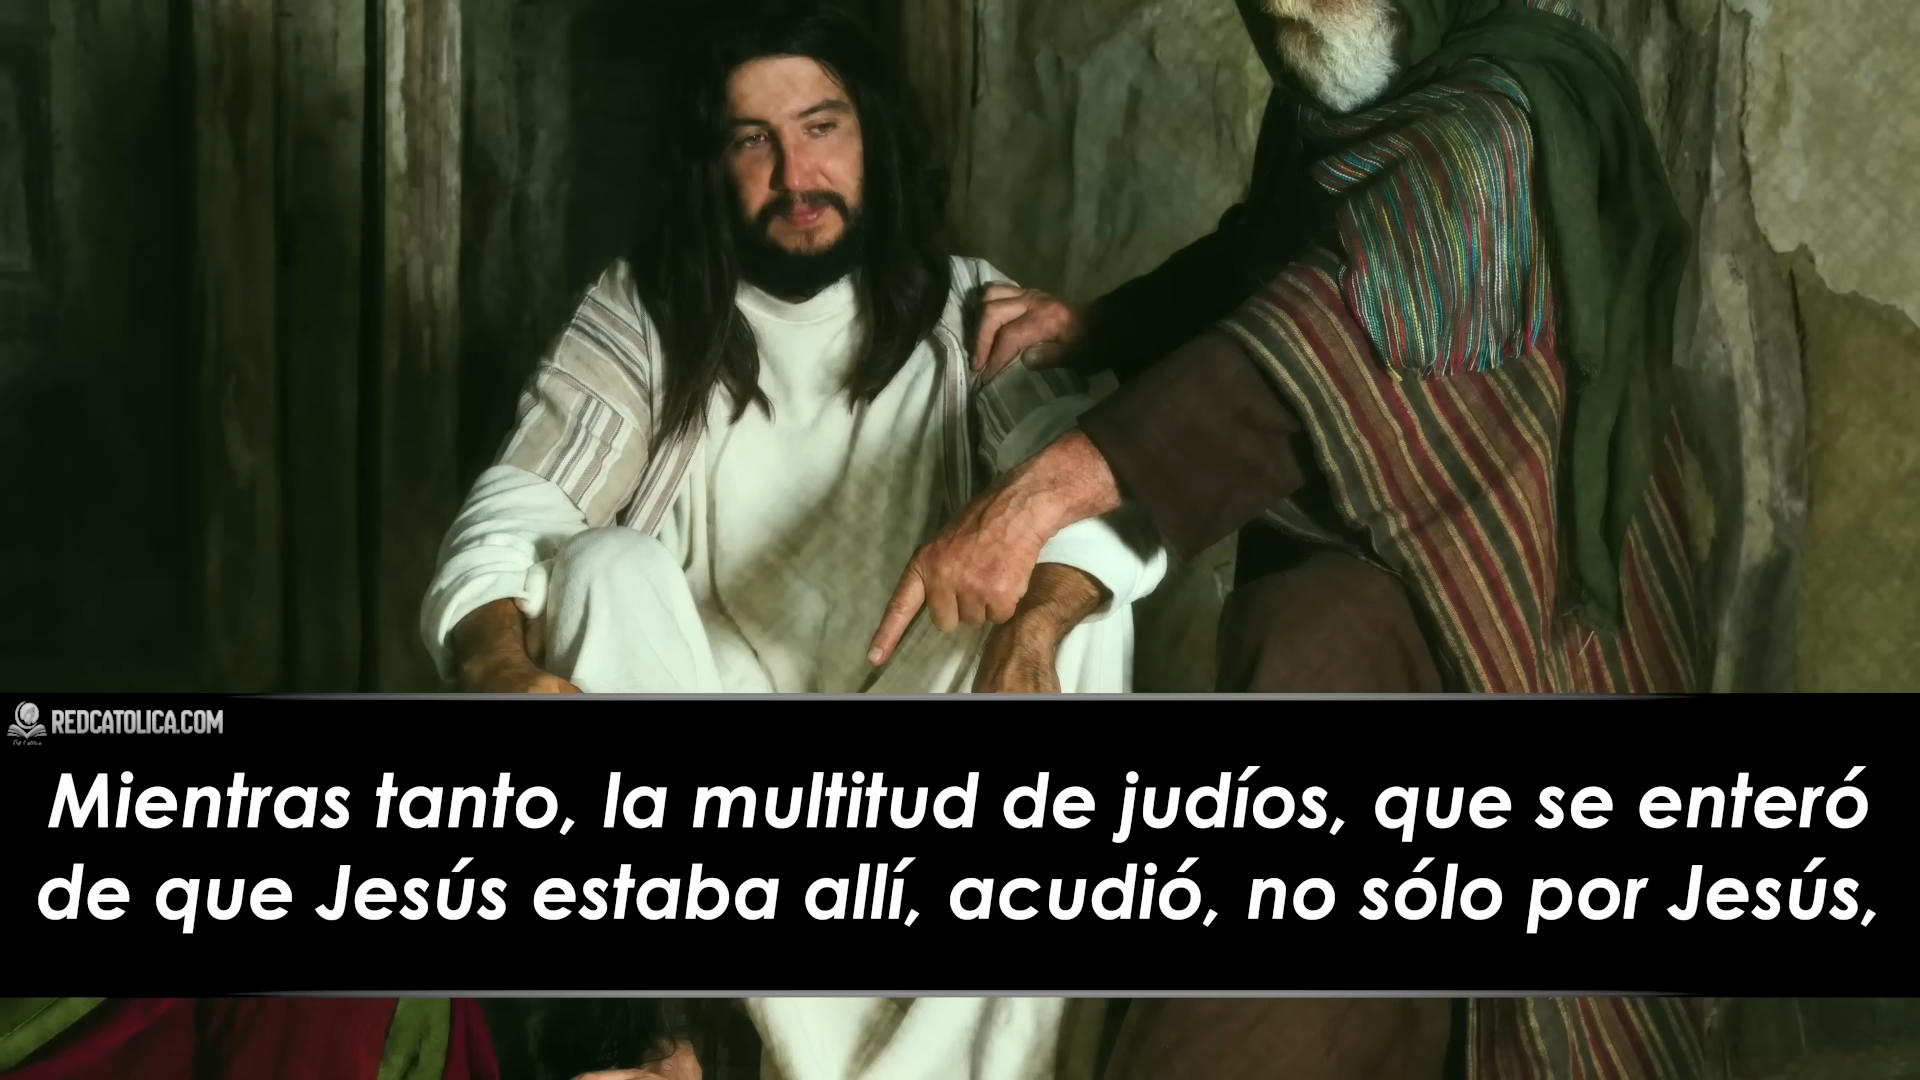 REDCATOLICA.COM
Mientras tanto, la multitud de judíos, que se enteró
de que Jesús estaba allí, acudió, no sólo por Jesús,